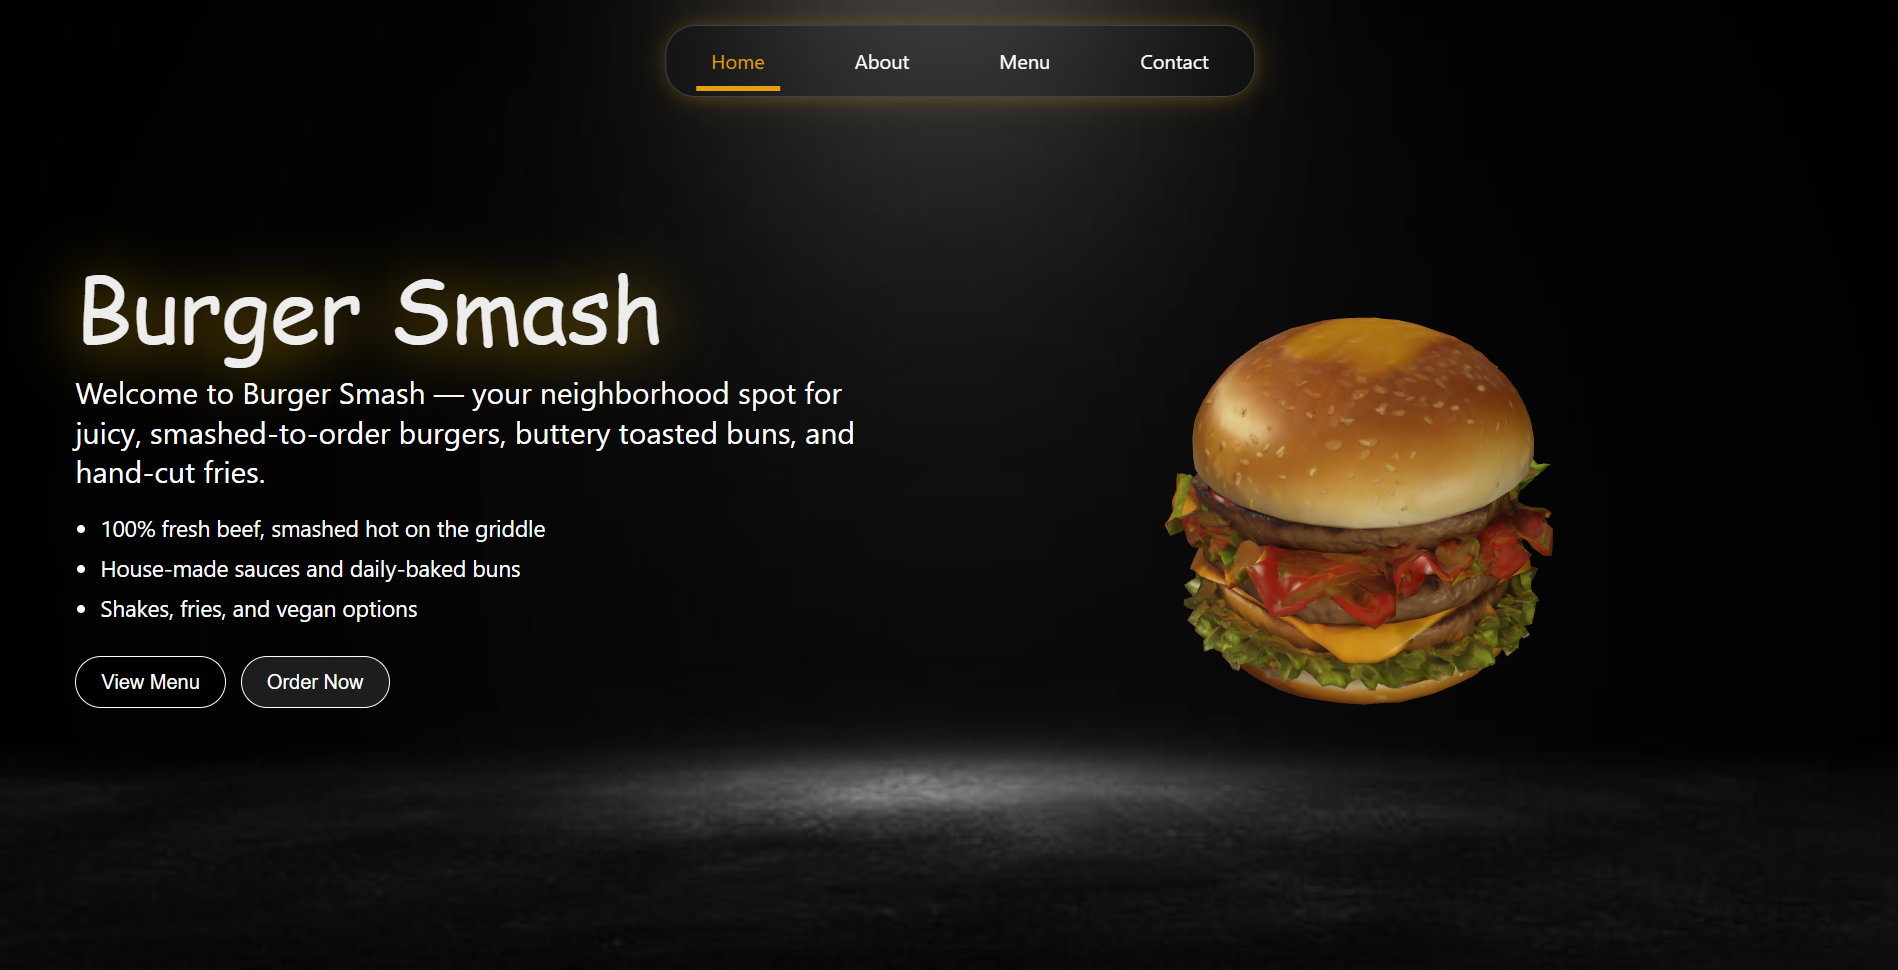 Home About Menu Contact
Burger Smash
Welcome to Burger Smash — your neighborhood spot for
juicy, smashed-to-order burgers, buttery toasted buns, and
hand-cut fries.
• 100% fresh beef, smashed hot on the griddle
• House-made sauces and daily-baked buns
• Shakes, fries, and vegan options
View Menu Order Now